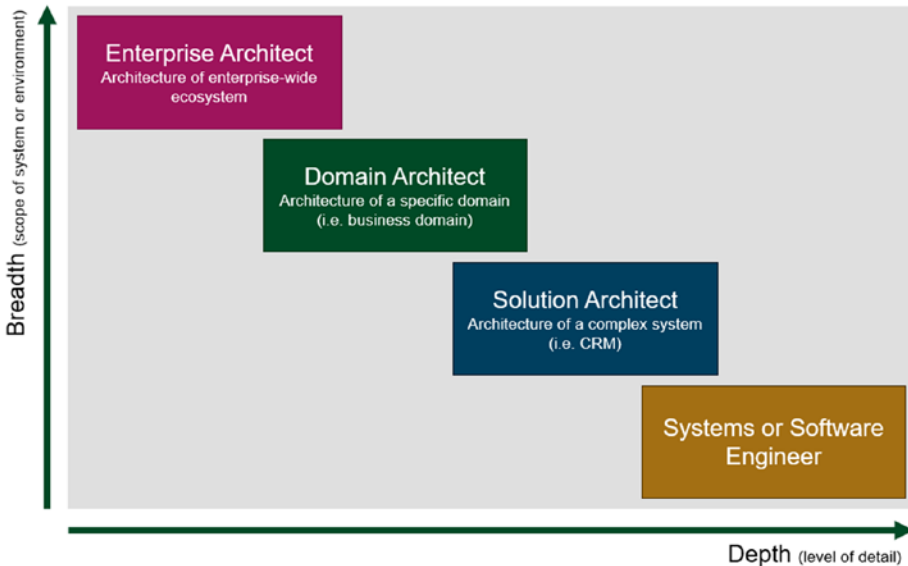 Breadth (scope of system or environment)
Enterprise Architect
Architecture of enterprise-wide
ecosystem
Domain Architect
Architecture of a specific domain
(i.e. business domain)
Solution Architect
Architecture of a complex system
(i.e. CRM)
Systems or Software
Engineer
Depth (level of detail)